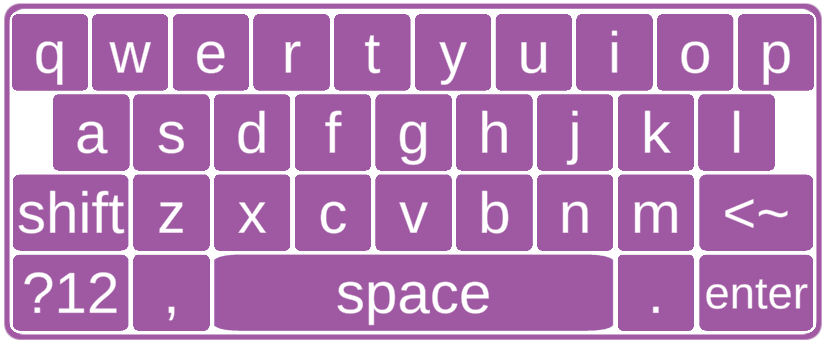 q w e r t y u i o p
a s d f g h j k l
shift z x c v b n m <~
?12 , space . enter